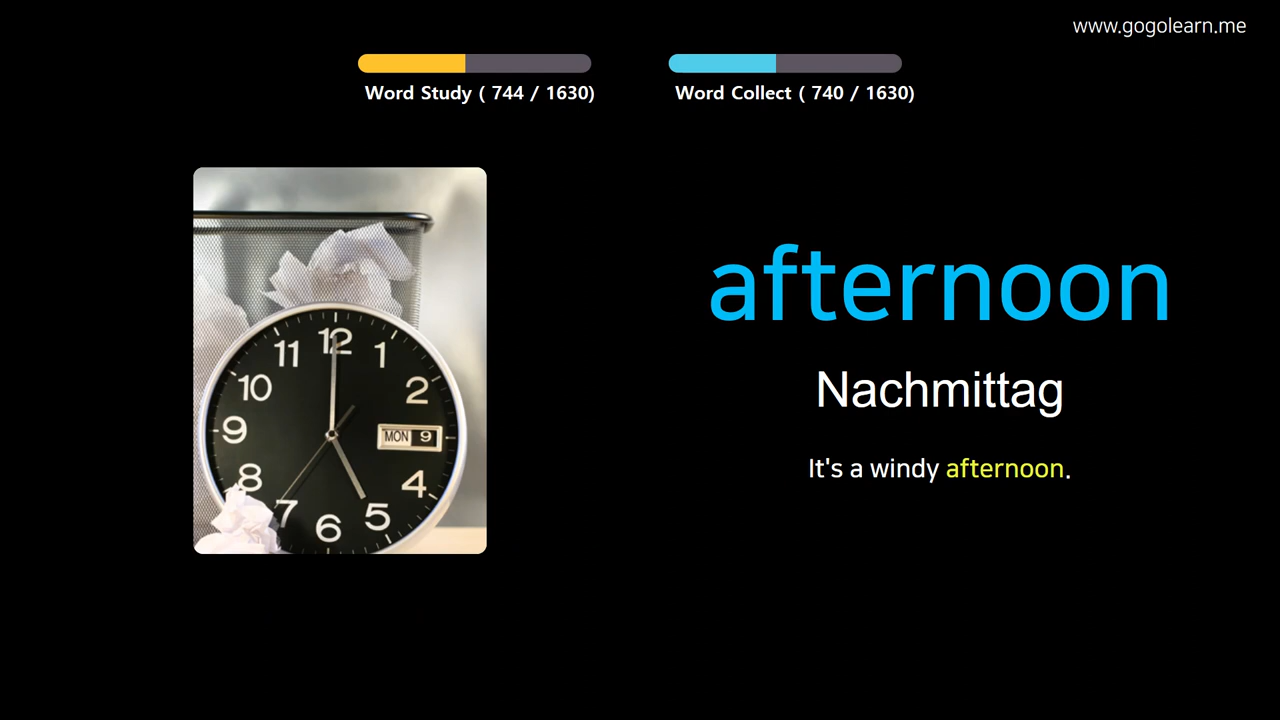 www.gogolearn.me
Word Study ( 744 / 1630)
Word Collect ( 740 / 1630)
afternoon
Nachmittag
It's a windy afternoon.
12
11
1
10
2
9
MON 9
8
4
7
5
6